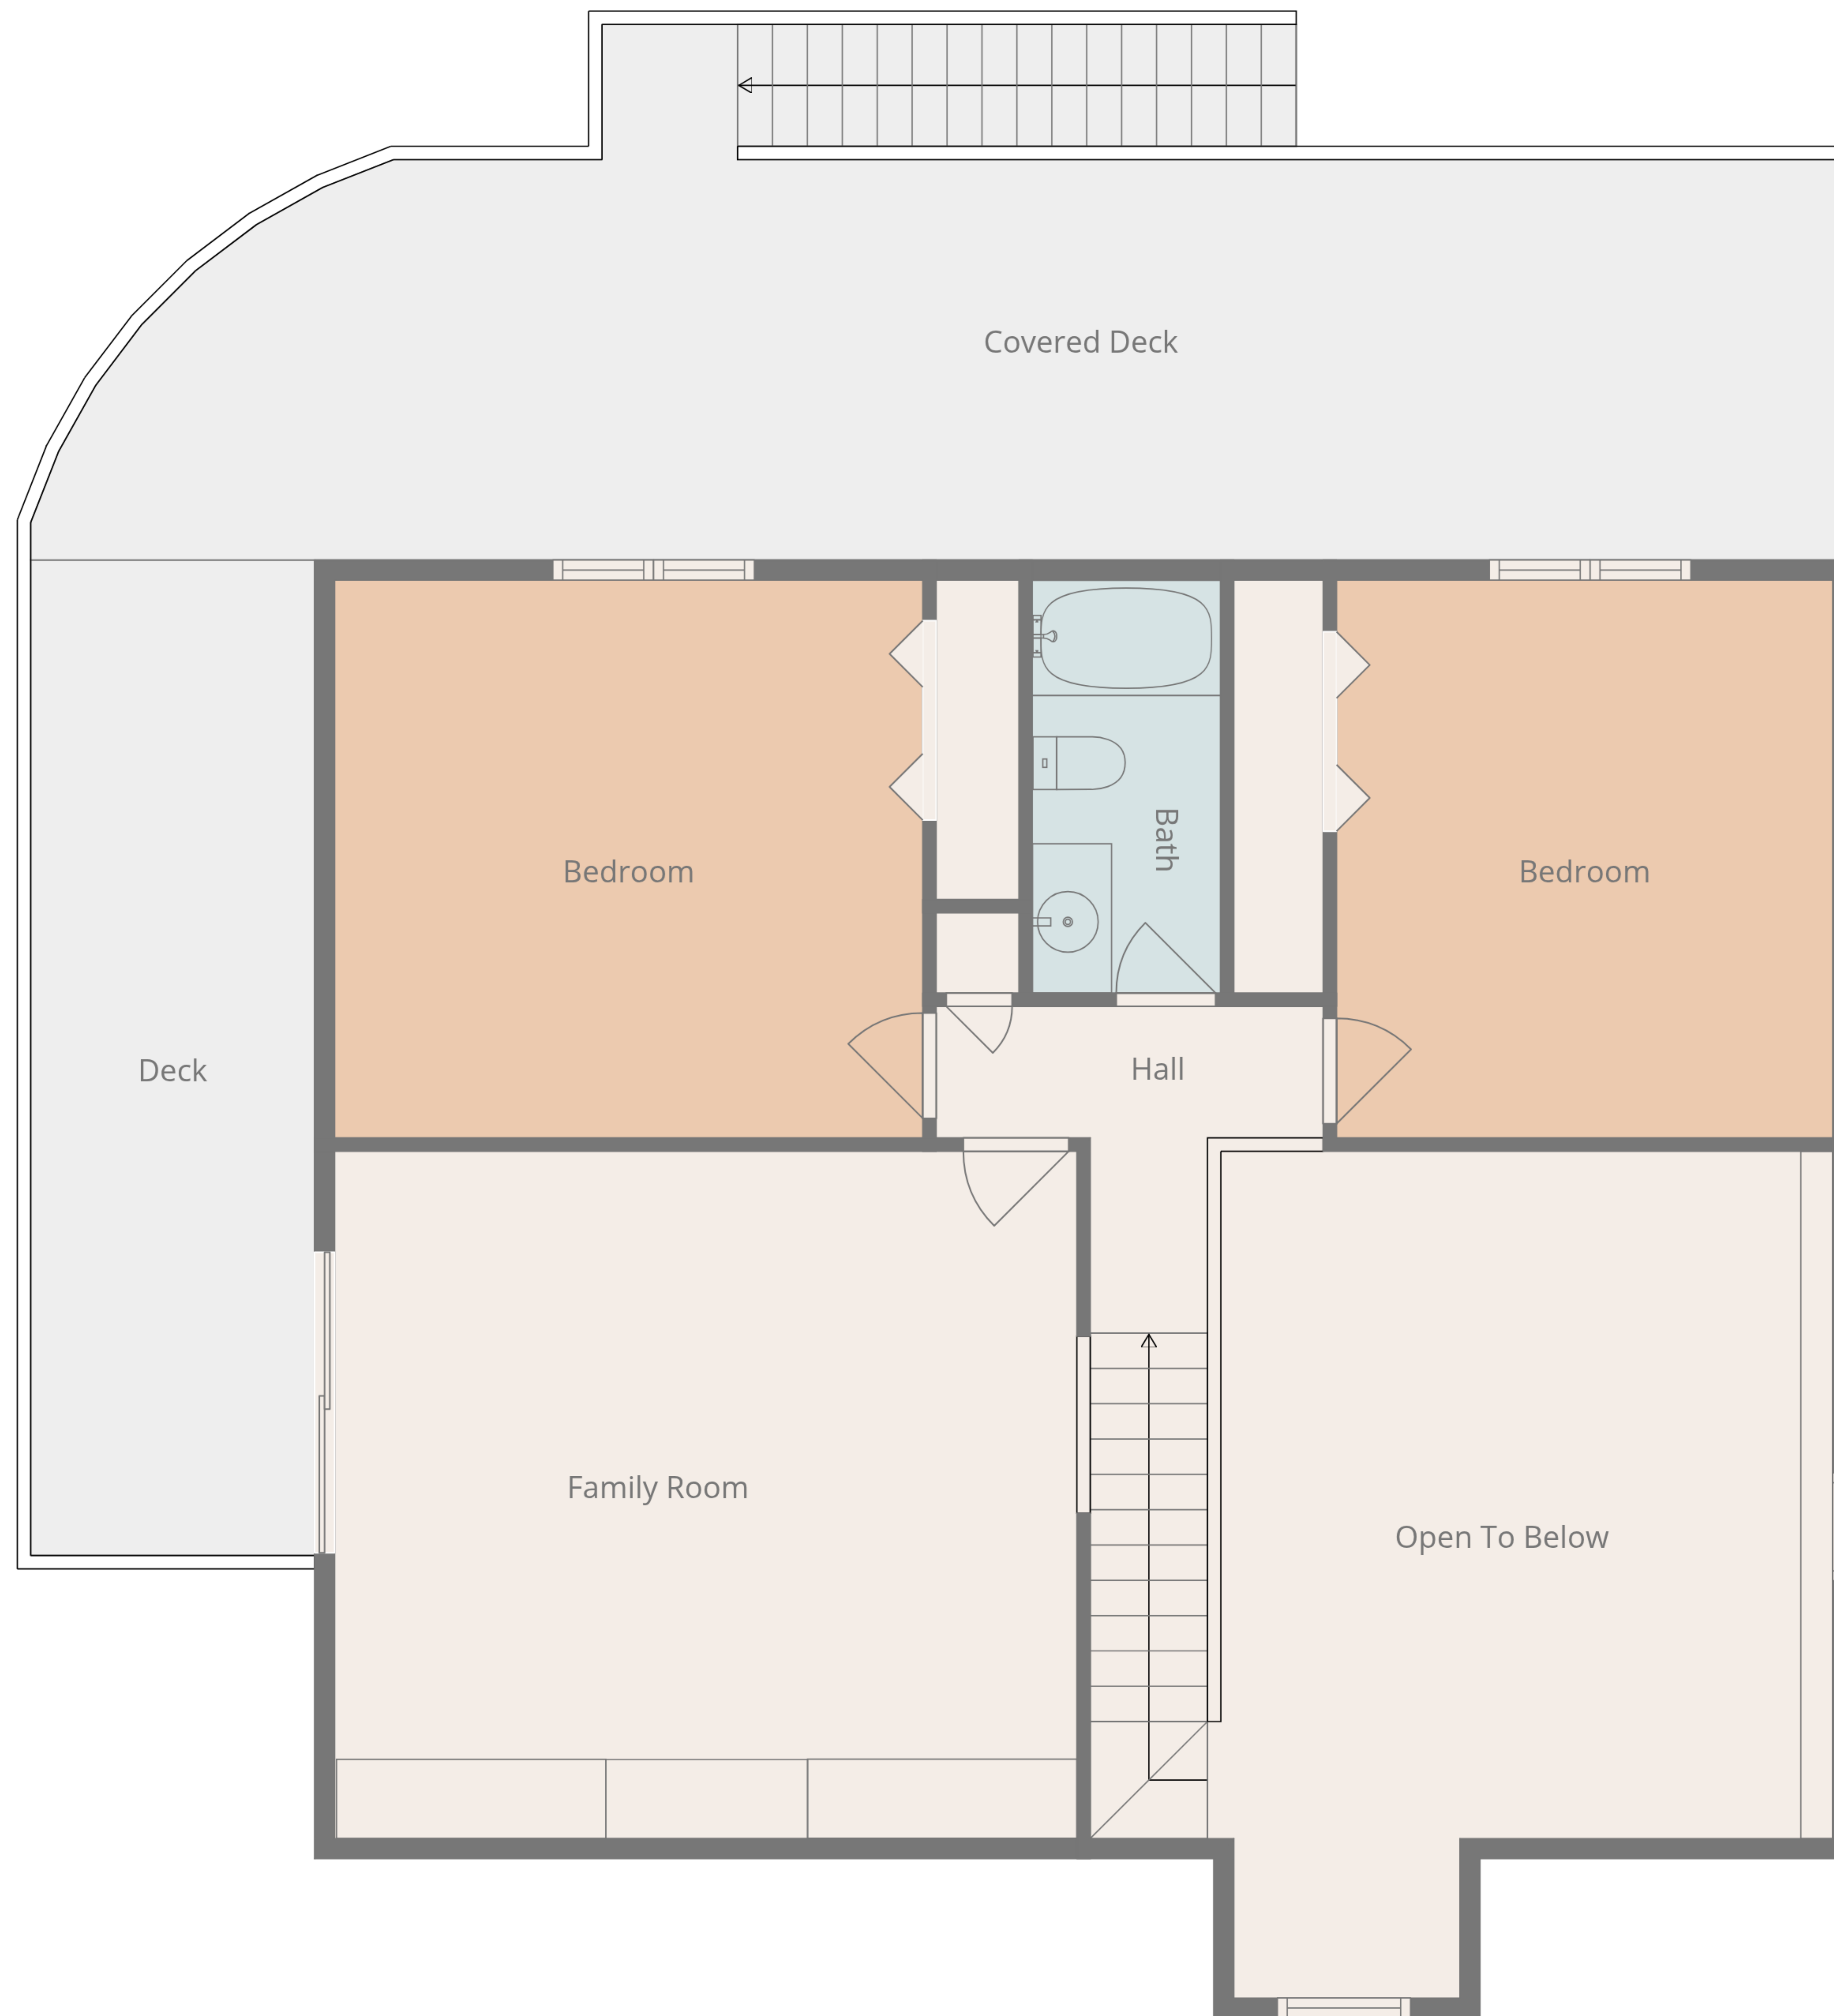 Covered Deck
Bath
Bedroom
Bedroom
Deck
Hall
Family Room
Open To Below